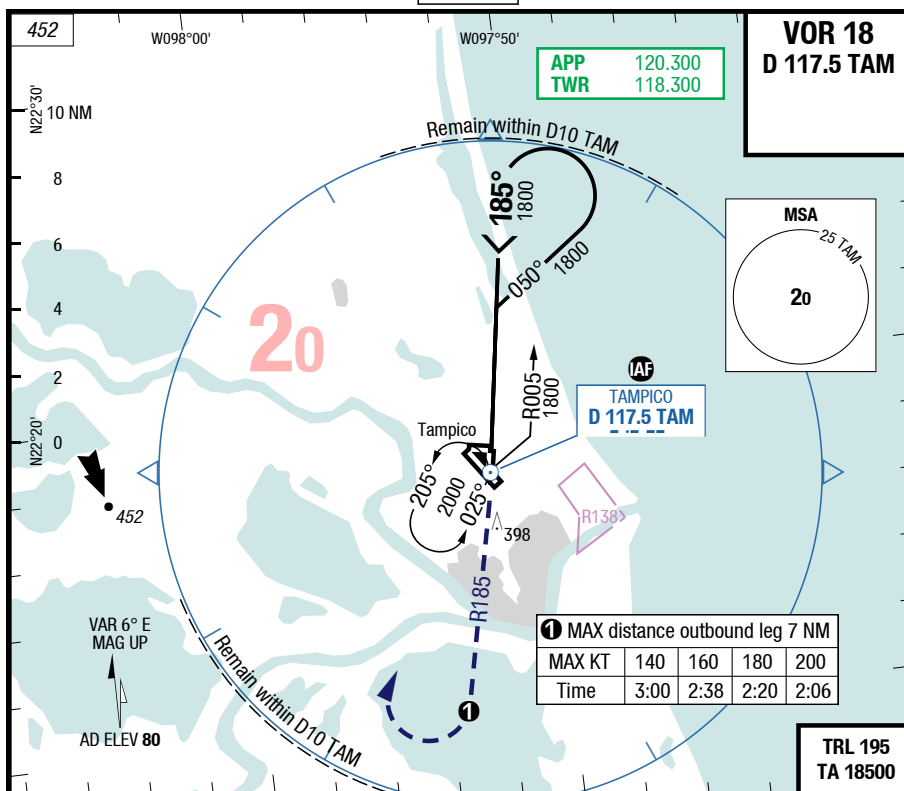 452
W098°00'
W097°50'
VOR 18
D 117.5 TAM
APP 120.300
TWR 118.300
N22°30'
10 NM
Remain within D10 TAM
8
185°
1800
MSA
25 TAM
6
050°
1800
20
4
20
2
R005
1800
IAF
TAMPICO
D 117.5 TAM
N22°20'
0
Tampico
205°
2000
025°
452
R138
398
R185
VAR 6° E
MAG UP
AD ELEV 80
Remain within D10 TAM
1 MAX distance outbound leg 7 NM
MAX KT 140 160 180 200
Time 3:00 2:38 2:20 2:06
1
TRL 195
TA 18500